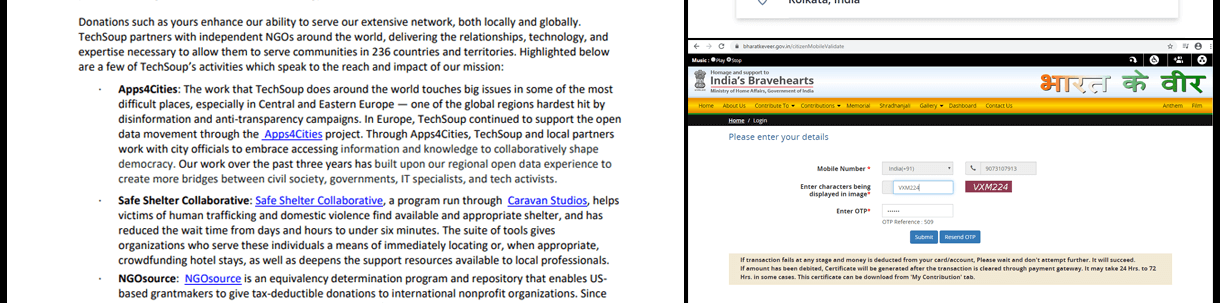 Donations such as yours enhance our ability to serve our extensive network, both locally and globally.
TechSoup partners with independent NGOs around the world, delivering the relationships, technology, and
expertise necessary to allow them to serve communities in 236 countries and territories. Highlighted below
are a few of TechSoup's activities which speak to the reach and impact of our mission:
· Apps4Cities: The work that TechSoup does around the world touches big issues in some of the most
difficult places, especially in Central and Eastern Europe — one of the global regions hardest hit by
disinformation and anti-transparency campaigns. In Europe, TechSoup continued to support the open
data movement through the Apps4Cities project. Through Apps4Cities, TechSoup and local partners
work with city officials to embrace accessing information and knowledge to collaboratively shape
democracy. Our work over the past three years has built upon our regional open data experience to
create more bridges between civil society, governments, IT specialists, and tech activists.
· Safe Shelter Collaborative: Safe Shelter Collaborative, a program run through Caravan Studios, helps
victims of human trafficking and domestic violence find available and appropriate shelter, and has
reduced the wait time from days and hours to under six minutes. The suite of tools gives
organizations who serve these individuals a means of immediately locating or, when appropriate,
crowdfunding hotel stays, as well as deepens the support resources available to local professionals.
· NGOsource: NGOsource is an equivalency determination program and repository that enables US-
based grantmakers to give tax-deductible donations to international nonprofit organizations. Since
Kolkata, India
bharatkeveer.gov.in/citizenMobileValidate
Music : Play Stop
Homage and support to
India's Bravehearts
Ministry of Home Affairs, Government of India
भारत के वीर
Home About Us Contribute To Contributions Memorial Shradhanjali Gallery Dashboard Contact Us Anthem Film
Home / Login
Please enter your details
Mobile Number * India(+91) 9073107913
Enter characters being
displayed in image* VXM224 VXM224
Enter OTP* ······
OTP Reference : 509
Submit Resend OTP
If transaction fails at any stage and money is deducted from your card/account, Please wait and don't attempt further. It will succeed.
If amount has been debited, Certificate will be generated after the transaction is cleared through payment gateway. It may take 24 Hrs. to 72
Hrs. in some cases. This certificate can be download from 'My Contribution' tab.